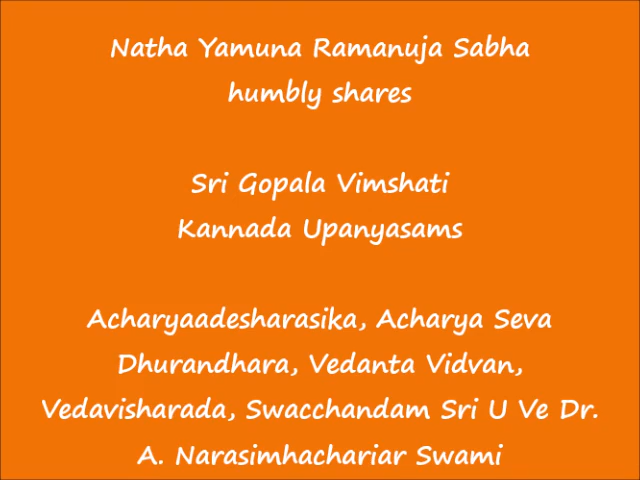 Natha Yamuna Ramanuja Sabha
humbly shares
Sri Gopala Vimshati
Kannada Upanyasams
Acharyaadesharasika, Acharya Seva
Dhurandhara, Vedanta Vidvan,
Vedavisharada, Swacchandam Sri U Ve Dr.
A. Narasimhachariar Swami